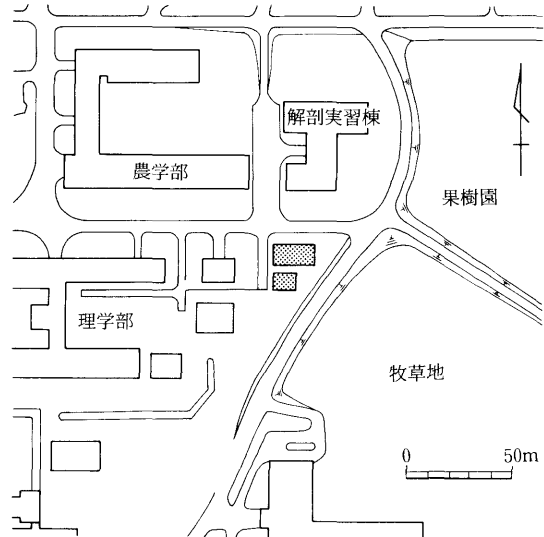 解剖実習棟
農学部
果樹園
理学部
牧草地
0 50m